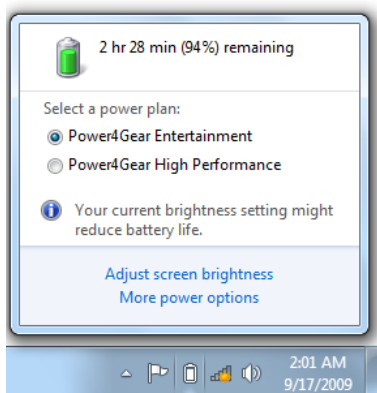 2 hr 28 min (94%) remaining
Select a power plan:
Power4Gear Entertainment
Power4Gear High Performance
Your current brightness setting might
reduce battery life.
Adjust screen brightness
More power options
2:01 AM
9/17/2009